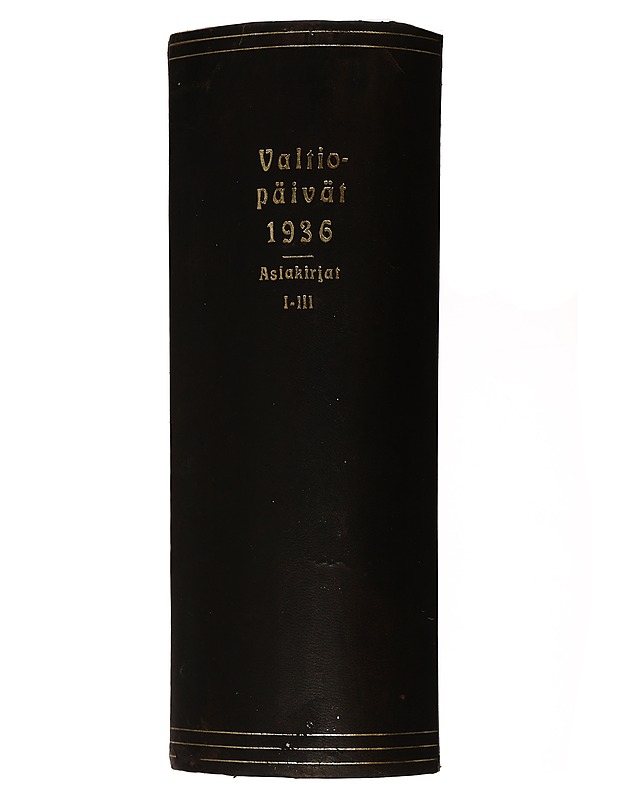 Valtio-
päivät
1936
Asiakirjat
I-III